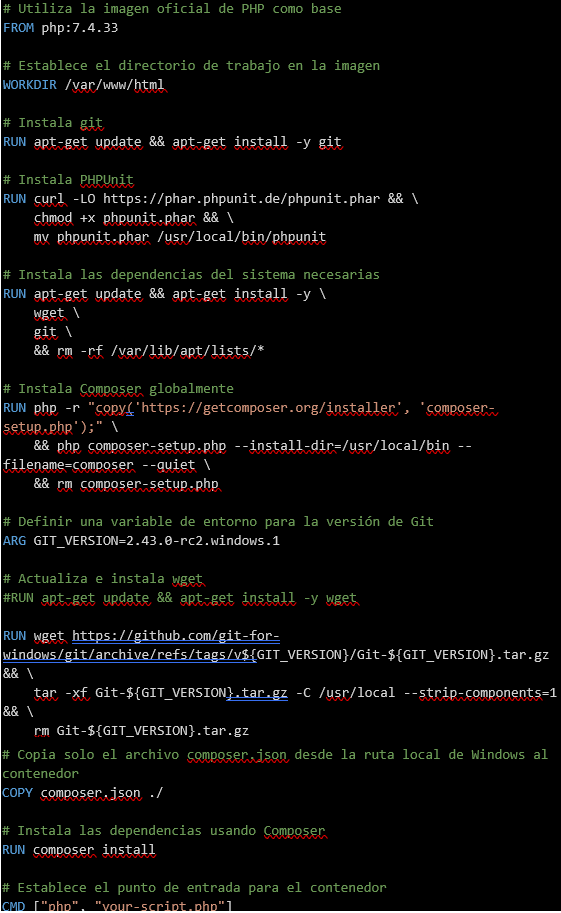 # Utiliza la imagen oficial de PHP como base
FROM php:7.4.33
# Establece el directorio de trabajo en la imagen
WORKDIR /var/www/html
# Instala git
RUN apt-get update && apt-get install -y git
# Instala PHPUnit
RUN curl -LO https://phar.phpunit.de/phpunit.phar && \
    chmod +x phpunit.phar && \
    mv phpunit.phar /usr/local/bin/phpunit
# Instala las dependencias del sistema necesarias
RUN apt-get update && apt-get install -y \
    wget \
    git \
    && rm -rf /var/lib/apt/lists/*
# Instala Composer globalmente
RUN php -r "copy('https://getcomposer.org/installer', 'composer-
setup.php');" \
    && php composer-setup.php --install-dir=/usr/local/bin --
filename=composer --quiet \
    && rm composer-setup.php
# Definir una variable de entorno para la versión de Git
ARG GIT_VERSION=2.43.0-rc2.windows.1
# Actualiza e instala wget
#RUN apt-get update && apt-get install -y wget
RUN wget https://github.com/git-for-
windows/git/archive/refs/tags/v${GIT_VERSION}/Git-${GIT_VERSION}.tar.gz
&& \
    tar -xf Git-${GIT_VERSION}.tar.gz -C /usr/local --strip-components=1
&& \
    rm Git-${GIT_VERSION}.tar.gz
# Copia solo el archivo composer.json desde la ruta local de Windows al
contenedor
COPY composer.json ./
# Instala las dependencias usando Composer
RUN composer install
# Establece el punto de entrada para el contenedor
CMD ["php", "your-script.php"]